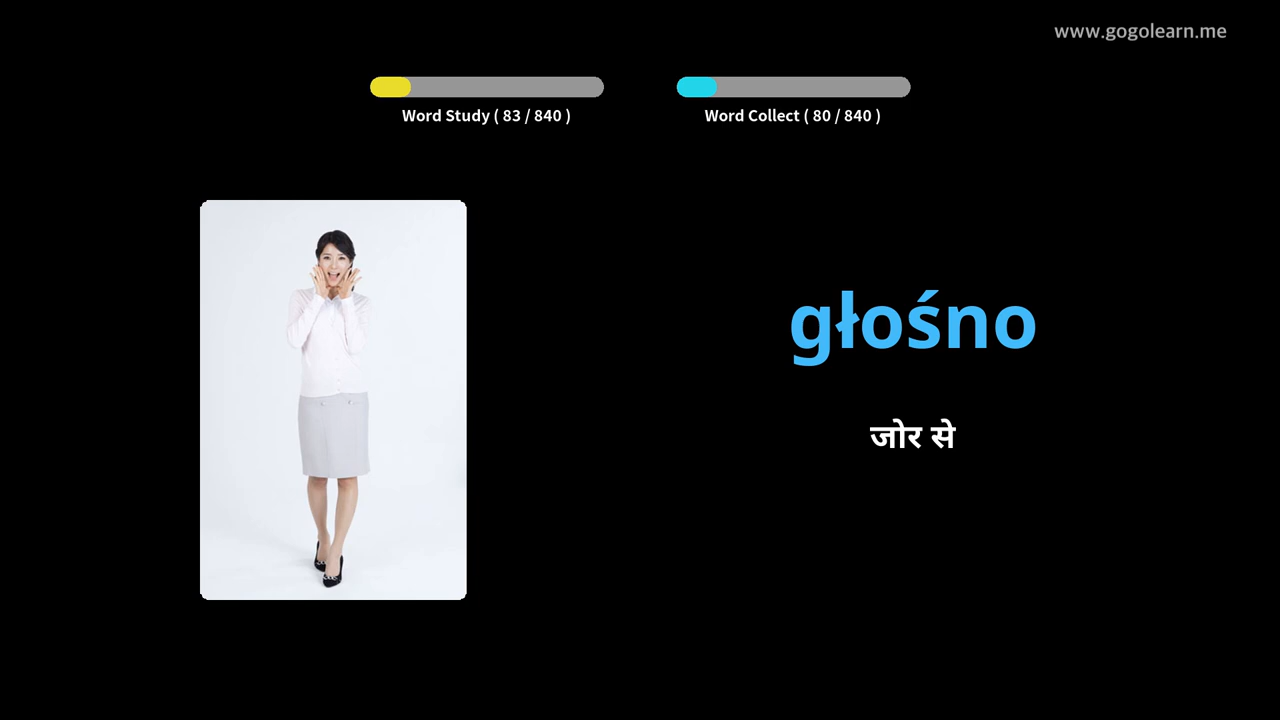 www.gogolearn.me
Word Study ( 83 / 840 )
Word Collect ( 80 / 840 )
głośno
जोर से